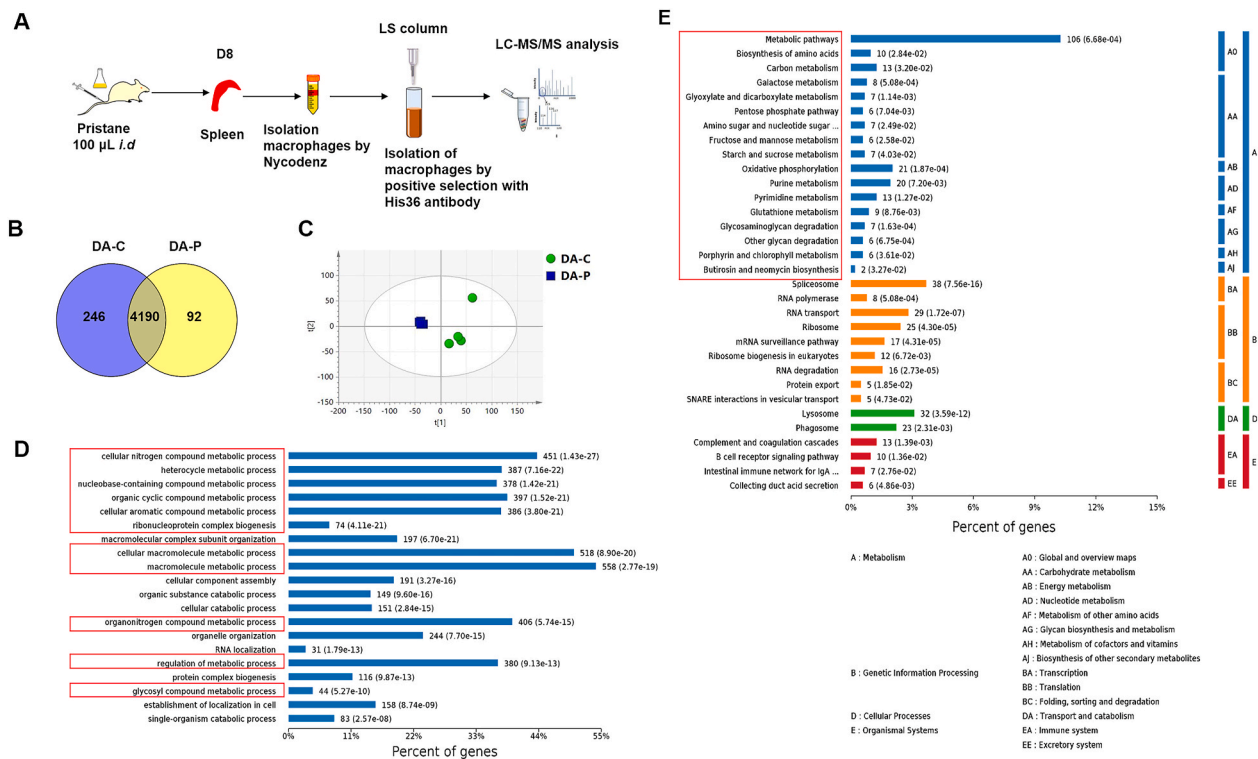 A
D8
LS column
LC-MS/MS analysis
Pristane
100 µL i.d
Spleen
Isolation
macrophages by
Nycodenz
Isolation of
macrophages by
positive selection with
His36 antibody
B
DA-C
DA-P
246
4190
92
C
DA-C
DA-P
100
50
0
-50
-100
-150
t[2]
-200
-150
-100
-50
0
50
100
150
t[1]
D
cellular nitrogen compound metabolic process 451 (1.43e-27)
heterocycle metabolic process 387 (7.16e-22)
nucleobase-containing compound metabolic process 378 (1.42e-21)
organic cyclic compound metabolic process 397 (1.52e-21)
cellular aromatic compound metabolic process 386 (3.80e-21)
ribonucleoprotein complex biogenesis 74 (4.11e-21)
macromolecular complex subunit organization 197 (6.70e-21)
cellular macromolecule metabolic process 518 (8.90e-20)
macromolecule metabolic process 558 (2.77e-19)
cellular component assembly 191 (3.27e-16)
organic substance catabolic process 149 (9.60e-16)
cellular catabolic process 151 (2.84e-15)
organonitrogen compound metabolic process 406 (5.74e-15)
organelle organization 244 (7.70e-15)
RNA localization 31 (1.79e-13)
regulation of metabolic process 380 (9.13e-13)
protein complex biogenesis 116 (9.87e-13)
glycosyl compound metabolic process 44 (5.27e-10)
establishment of localization in cell 158 (8.74e-09)
single-organism catabolic process 83 (2.57e-08)
0% 11% 22% 33% 44% 55%
Percent of genes
E
Metabolic pathways 106 (6.68e-04)
Biosynthesis of amino acids 10 (2.84e-02) A0
Carbon metabolism 13 (3.20e-02)
Galactose metabolism 8 (5.08e-04)
Glyoxylate and dicarboxylate metabolism 7 (1.14e-03)
Pentose phosphate pathway 6 (7.04e-03)
Amino sugar and nucleotide sugar ... 7 (2.49e-02) AA
Fructose and mannose metabolism 6 (2.58e-02)
Starch and sucrose metabolism 7 (4.03e-02) A
Oxidative phosphorylation 21 (1.87e-04) AB
Purine metabolism 20 (7.20e-03) AD
Pyrimidine metabolism 13 (1.27e-02)
Glutathione metabolism 9 (8.76e-03) AF
Glycosaminoglycan degradation 7 (1.63e-04) AG
Other glycan degradation 6 (6.75e-04)
Porphyrin and chlorophyll metabolism 6 (3.61e-02) AH
Butirosin and neomycin biosynthesis 2 (3.27e-02) AJ
Spliceosome 38 (7.56e-16) BA
RNA polymerase 8 (5.08e-04)
RNA transport 29 (1.72e-07)
Ribosome 25 (4.30e-05) BB
mRNA surveillance pathway 17 (4.31e-05) B
Ribosome biogenesis in eukaryotes 12 (6.72e-03)
RNA degradation 16 (2.73e-05)
Protein export 5 (1.85e-02) BC
SNARE interactions in vesicular transport 5 (4.73e-02)
Lysosome 32 (3.59e-12) DA D
Phagosome 23 (2.31e-03)
Complement and coagulation cascades 13 (1.39e-03)
B cell receptor signaling pathway 10 (1.36e-02) EA E
Intestinal immune network for IgA ... 7 (2.76e-02)
Collecting duct acid secretion 6 (4.86e-03) EE
0% 3% 6% 9% 12% 15%
Percent of genes
A : Metabolism A0 : Global and overview maps
AA : Carbohydrate metabolism
AB : Energy metabolism
AD : Nucleotide metabolism
AF : Metabolism of other amino acids
AG : Glycan biosynthesis and metabolism
AH : Metabolism of cofactors and vitamins
AJ : Biosynthesis of other secondary metabolites
B : Genetic Information Processing BA : Transcription
BB : Translation
BC : Folding, sorting and degradation
D : Cellular Processes DA : Transport and catabolism
E : Organismal Systems EA : Immune system
EE : Excretory system